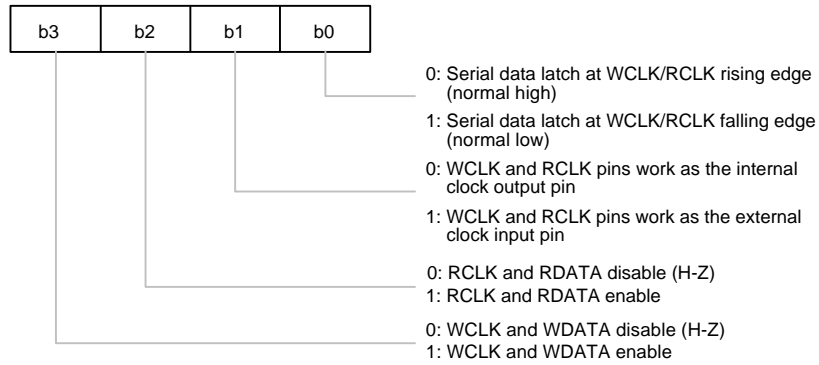 b3 b2 b1 b0
0: Serial data latch at WCLK/RCLK rising edge
(normal high)
1: Serial data latch at WCLK/RCLK falling edge
(normal low)
0: WCLK and RCLK pins work as the internal
clock output pin
1: WCLK and RCLK pins work as the external
clock input pin
0: RCLK and RDATA disable (H-Z)
1: RCLK and RDATA enable
0: WCLK and WDATA disable (H-Z)
1: WCLK and WDATA enable